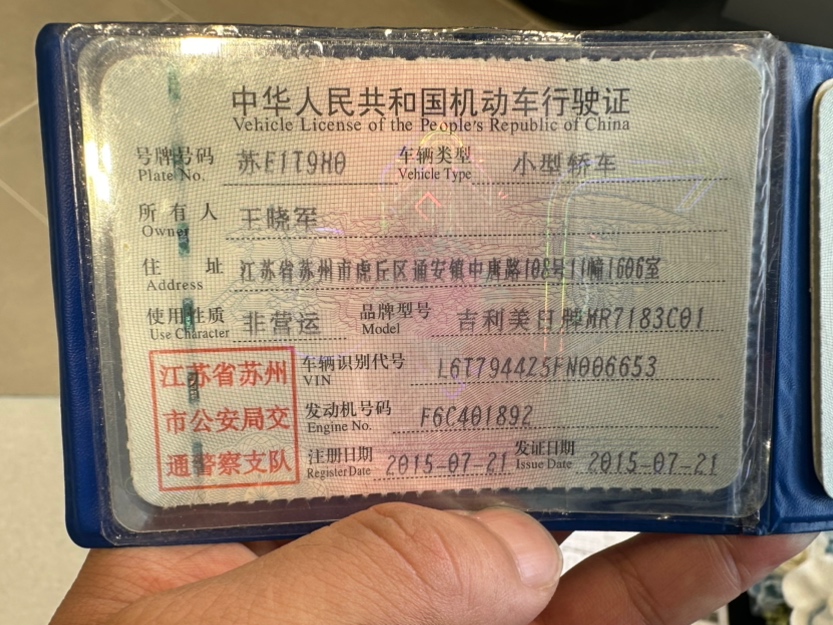 中华人民共和国机动车行驶证
Vehicle License of the People's Republic of China
号牌号码 苏E1T9H0 车辆类型 小型轿车
Plate No. Vehicle Type
所有人 王晓军
Owner
住址 江苏省苏州市虎丘区通安镇中唐路108号11幢1606室
Address
使用性质 非营运 品牌型号 吉利美日牌MR7183C01
Use Character Model
江苏省苏州
市公安局交
通警察支队
车辆识别代号 L6T7944Z5FN006653
VIN
发动机号码 F6C401892
Engine No.
注册日期 2015-07-21 发证日期 2015-07-21
Register Date Issue Date